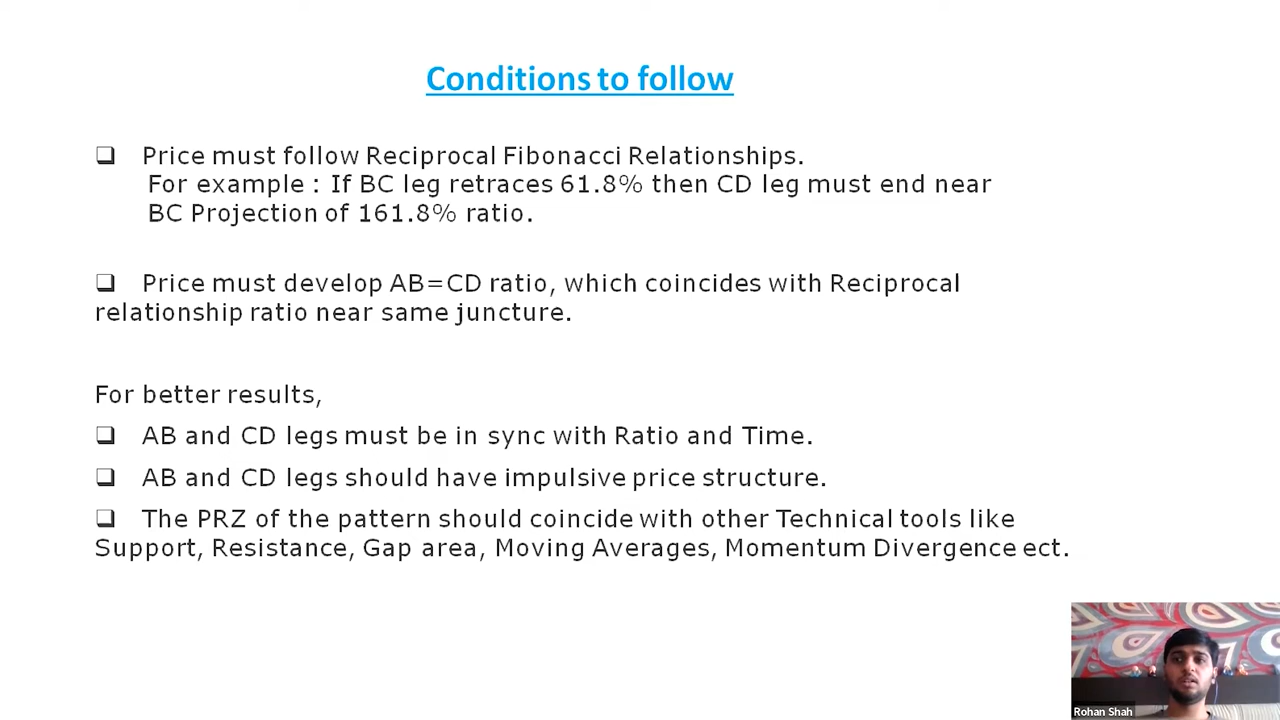 Conditions to follow
❑ Price must follow Reciprocal Fibonacci Relationships.
For example : If BC leg retraces 61.8% then CD leg must end near
BC Projection of 161.8% ratio.
❑ Price must develop AB=CD ratio, which coincides with Reciprocal
relationship ratio near same juncture.
For better results,
❑ AB and CD legs must be in sync with Ratio and Time.
❑ AB and CD legs should have impulsive price structure.
❑ The PRZ of the pattern should coincide with other Technical tools like
Support, Resistance, Gap area, Moving Averages, Momentum Divergence ect.
Rohan Shah